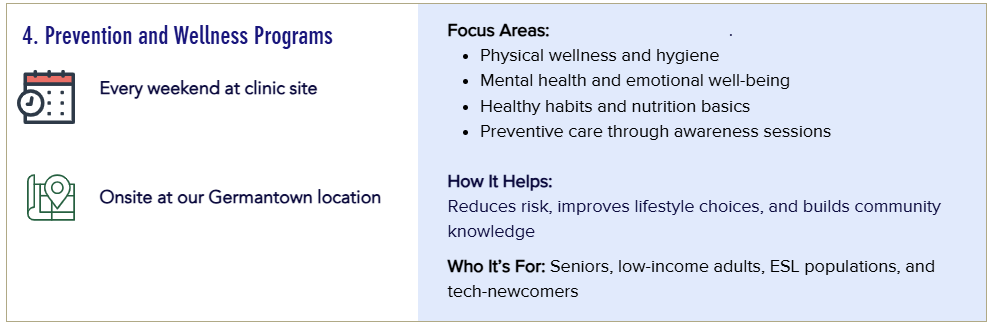 4. Prevention and Wellness Programs
Every weekend at clinic site
Onsite at our Germantown location
Focus Areas: .
• Physical wellness and hygiene
• Mental health and emotional well-being
• Healthy habits and nutrition basics
• Preventive care through awareness sessions
How It Helps:
Reduces risk, improves lifestyle choices, and builds community
knowledge
Who It's For: Seniors, low-income adults, ESL populations, and
tech-newcomers